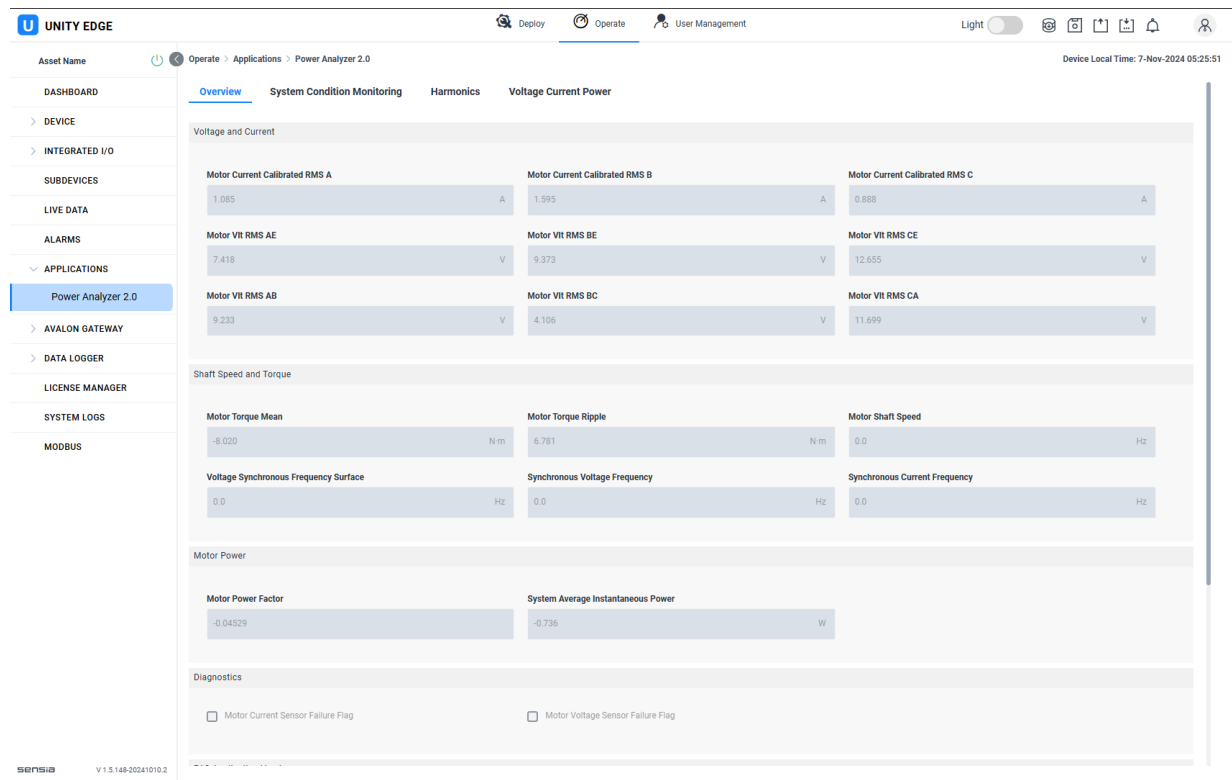 U UNITY EDGE Deploy Operate User Management Light
Asset Name Operate > Applications > Power Analyzer 2.0 Device Local Time: 7-Nov-2024 05:25:51
DASHBOARD
DEVICE
INTEGRATED I/O
SUBDEVICES
LIVE DATA
ALARMS
APPLICATIONS
Power Analyzer 2.0
AVALON GATEWAY
DATA LOGGER
LICENSE MANAGER
SYSTEM LOGS
MODBUS
Overview System Condition Monitoring Harmonics Voltage Current Power
Voltage and Current
Motor Current Calibrated RMS A Motor Current Calibrated RMS B Motor Current Calibrated RMS C
1.085 A 1.595 A 0.888 A
Motor Vlt RMS AE Motor Vlt RMS BE Motor Vlt RMS CE
7.418 V 9.373 V 12.655 V
Motor Vlt RMS AB Motor Vlt RMS BC Motor Vlt RMS CA
9.233 V 4.106 V 11.699 V
Shaft Speed and Torque
Motor Torque Mean Motor Torque Ripple Motor Shaft Speed
-8.020 N·m 6.781 N·m 0.0 Hz
Voltage Synchronous Frequency Surface Synchronous Voltage Frequency Synchronous Current Frequency
0.0 Hz 0.0 Hz 0.0 Hz
Motor Power
Motor Power Factor System Average Instantaneous Power
-0.04529 -0.736 W
Diagnostics
Motor Current Sensor Failure Flag Motor Voltage Sensor Failure Flag
sensia V 1.5.148-20241010.2